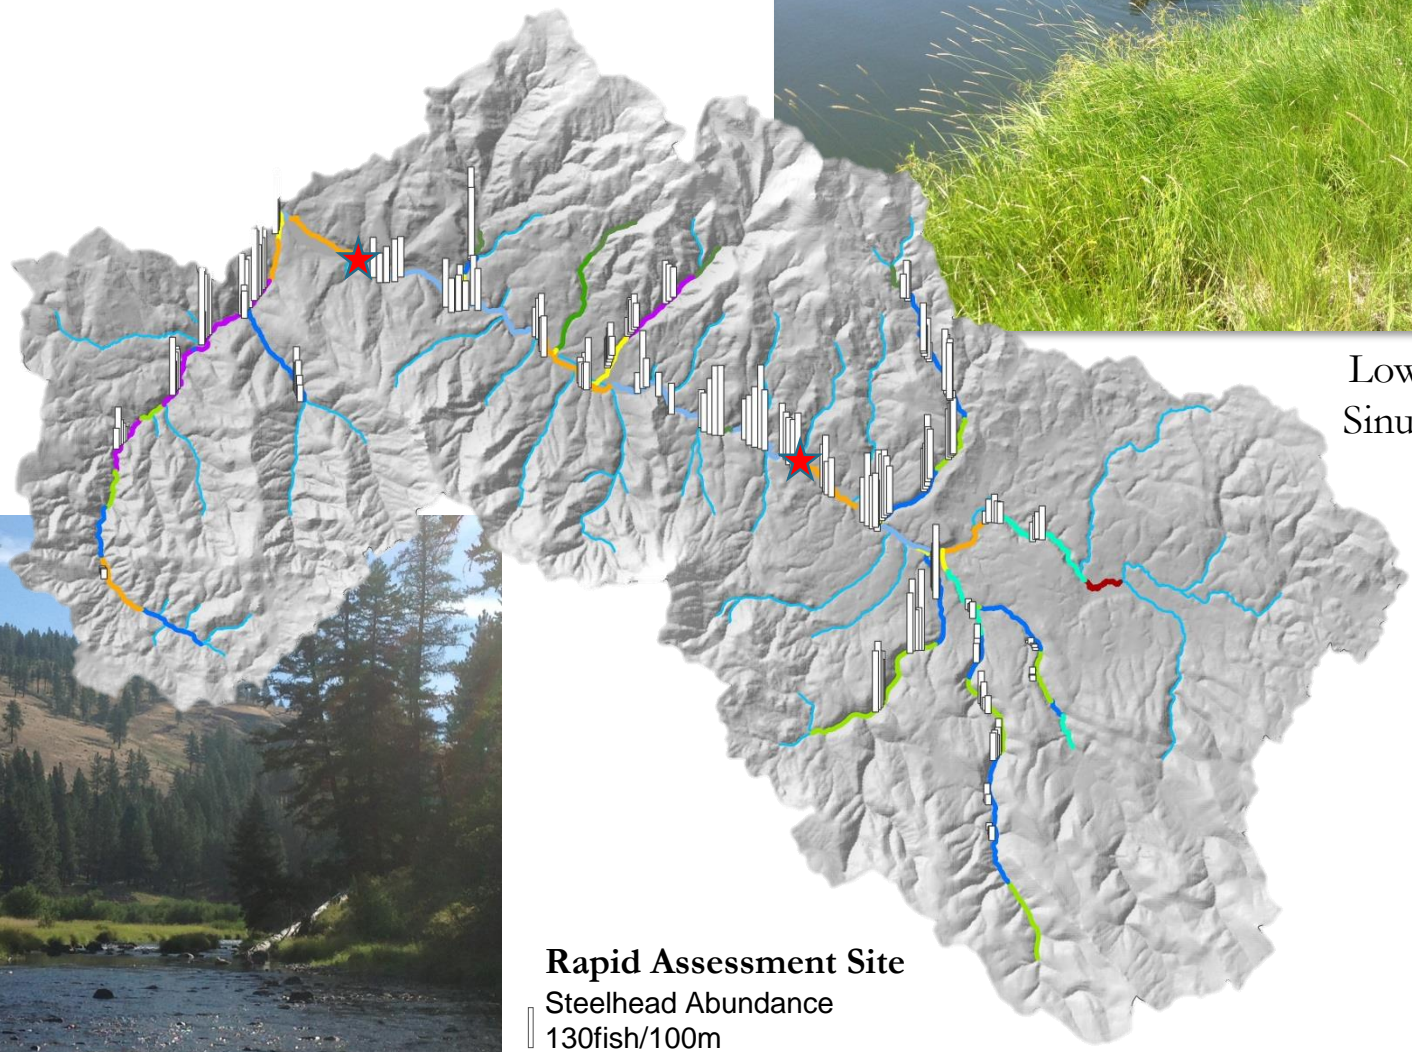 Low
Sinu
Rapid Assessment Site
Steelhead Abundance
130fish/100m